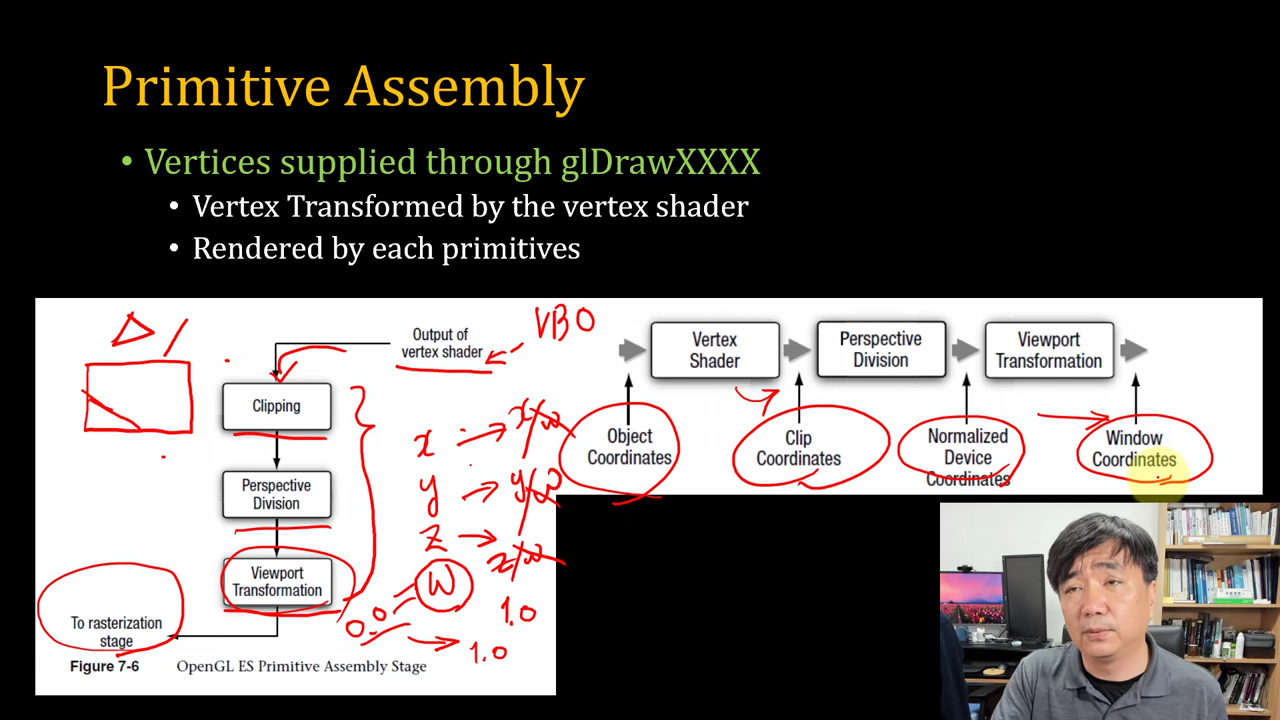 Primitive Assembly
• Vertices supplied through glDrawXXXX
• Vertex Transformed by the vertex shader
• Rendered by each primitives
Output of
vertex shader
VBO
Clipping
Perspective
Division
Viewport
Transformation
To rasterization
stage
x → x/w
y → y/w
z → z/w
W
1.0
0.0 → 1.0
Figure 7-6 OpenGL ES Primitive Assembly Stage
Vertex
Shader
Perspective
Division
Viewport
Transformation
Object
Coordinates
Clip
Coordinates
Normalized
Device
Coordinates
Window
Coordinates